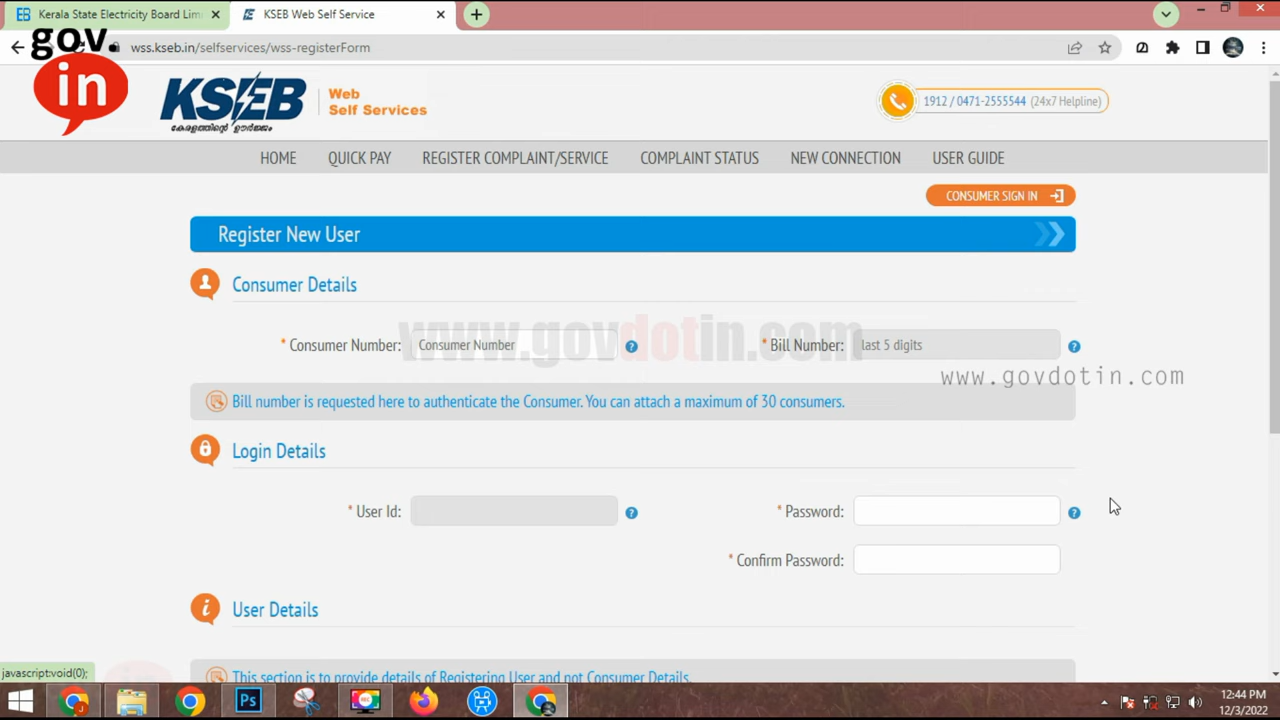 Kerala State Electricity Board Lim
KSEB Web Self Service
gov
in
wss.kseb.in/selfservices/wss-registerForm
KSEB
കേരളത്തിന്റെ ഊർജ്ജം
Web
Self Services
1912 / 0471-2555544 (24x7 Helpline)
HOME QUICK PAY REGISTER COMPLAINT/SERVICE COMPLAINT STATUS NEW CONNECTION USER GUIDE
CONSUMER SIGN IN
Register New User
Consumer Details
www.govdotin.com
* Consumer Number: Consumer Number ? * Bill Number: last 5 digits ?
www.govdotin.com
Bill number is requested here to authenticate the Consumer. You can attach a maximum of 30 consumers.
Login Details
* User Id: ? * Password: ?
* Confirm Password:
i User Details
This section is to provide details of Registering User and not Consumer Details.
javascript:void(0);
Ps
12:44 PM
12/3/2022